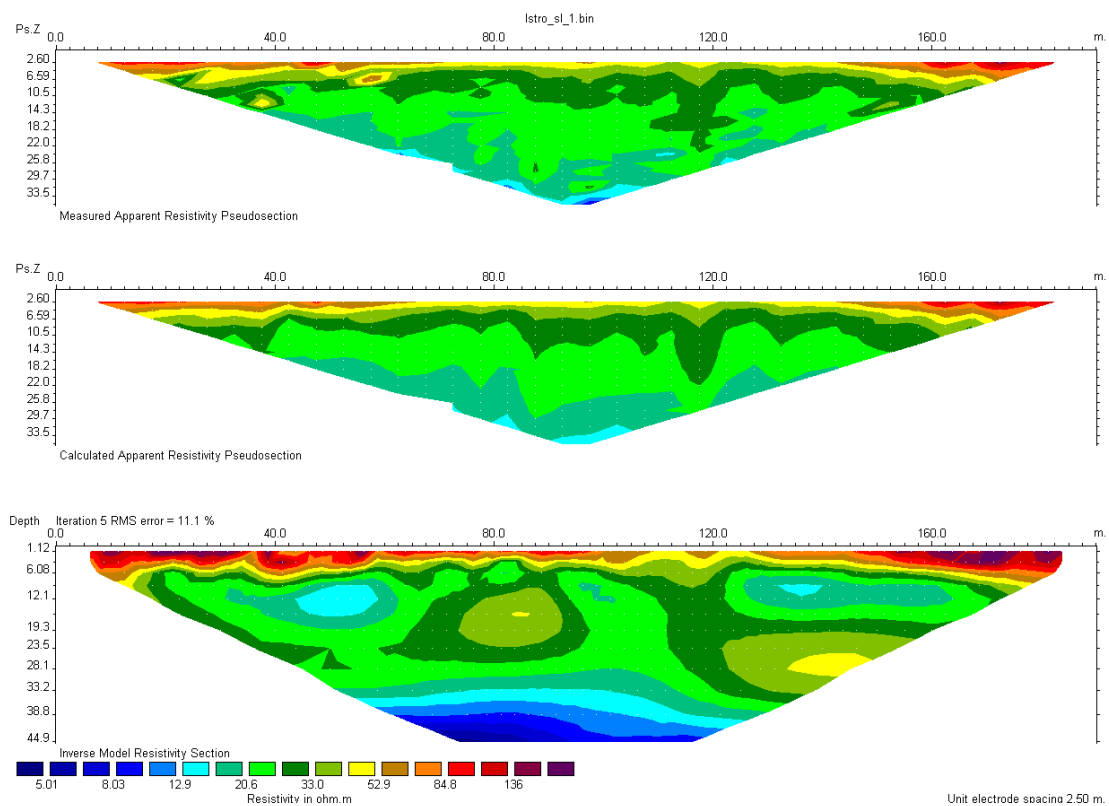 Istro_sl_1.bin
Ps.Z
0.0 40.0 80.0 120.0 160.0 m.
2.60
6.59
10.5
14.3
18.2
22.0
25.8
29.7
33.5
Measured Apparent Resistivity Pseudosection
Ps.Z
0.0 40.0 80.0 120.0 160.0 m.
2.60
6.59
10.5
14.3
18.2
22.0
25.8
29.7
33.5
Calculated Apparent Resistivity Pseudosection
Depth Iteration 5 RMS error = 11.1 %
0.0 40.0 80.0 120.0 160.0 m.
1.12
6.08
12.1
19.3
23.5
28.1
33.2
38.8
44.9
Inverse Model Resistivity Section
5.01 8.03 12.9 20.6 33.0 52.9 84.8 136
Resistivity in ohm.m Unit electrode spacing 2.50 m.